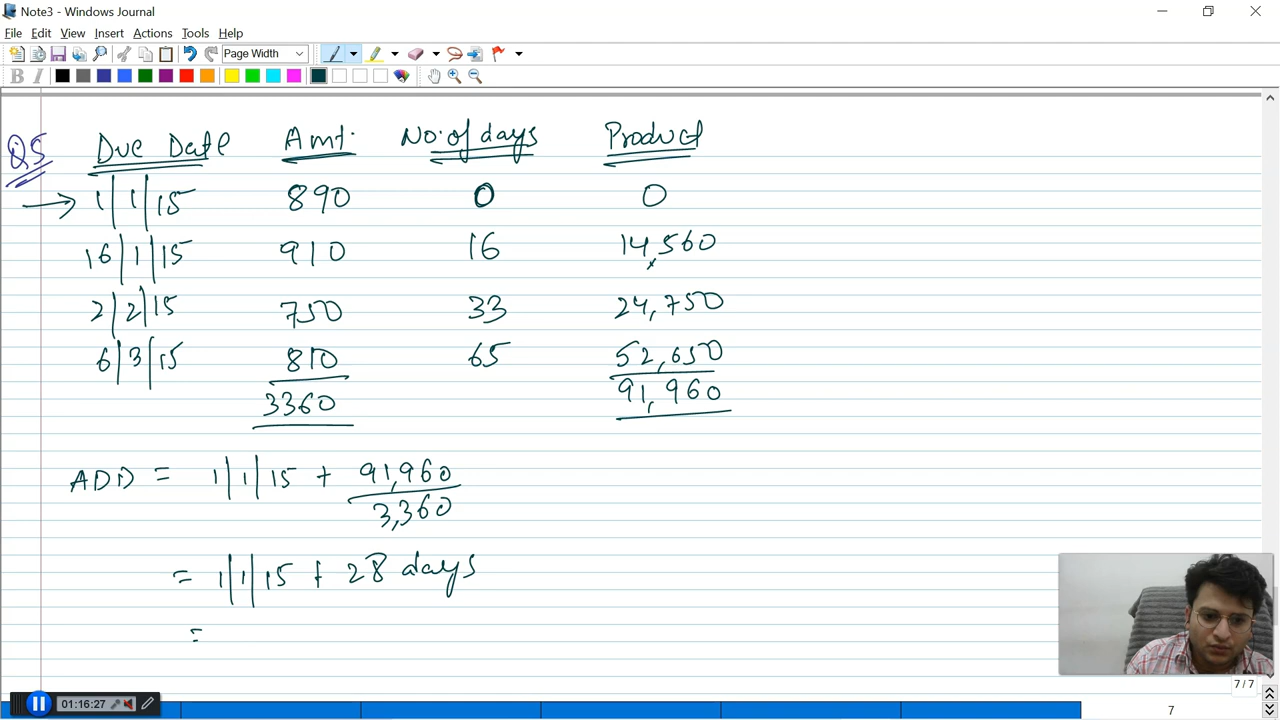 Note3 - Windows Journal
File Edit View Insert Actions Tools Help
Page Width
B I
Q5 Due Date Amt. No. of days Product
→ 1|1|15 890 0 0
16|1|15 910 16 14,560
2|2|15 750 33 24,750
6|3|15 810 65 52,650
3360 91,960
ADD = 1|1|15 + 91,960
3,360
= 1|1|15 + 28 days
=
7 / 7
01:16:27
7